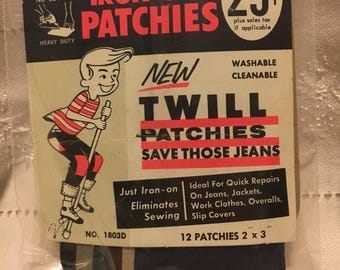 IRON
PATCHIES
HEAVY DUTY
29¢
plus sales tax
if applicable
NEW
WASHABLE
CLEANABLE
TWILL
PATCHIES
SAVE THOSE JEANS
Just Iron-on
Eliminates
Sewing
Ideal For Quick Repairs
On Jeans, Jackets,
Work Clothes, Overalls,
Slip Covers
NO. 1803D
12 PATCHIES 2" x 3"